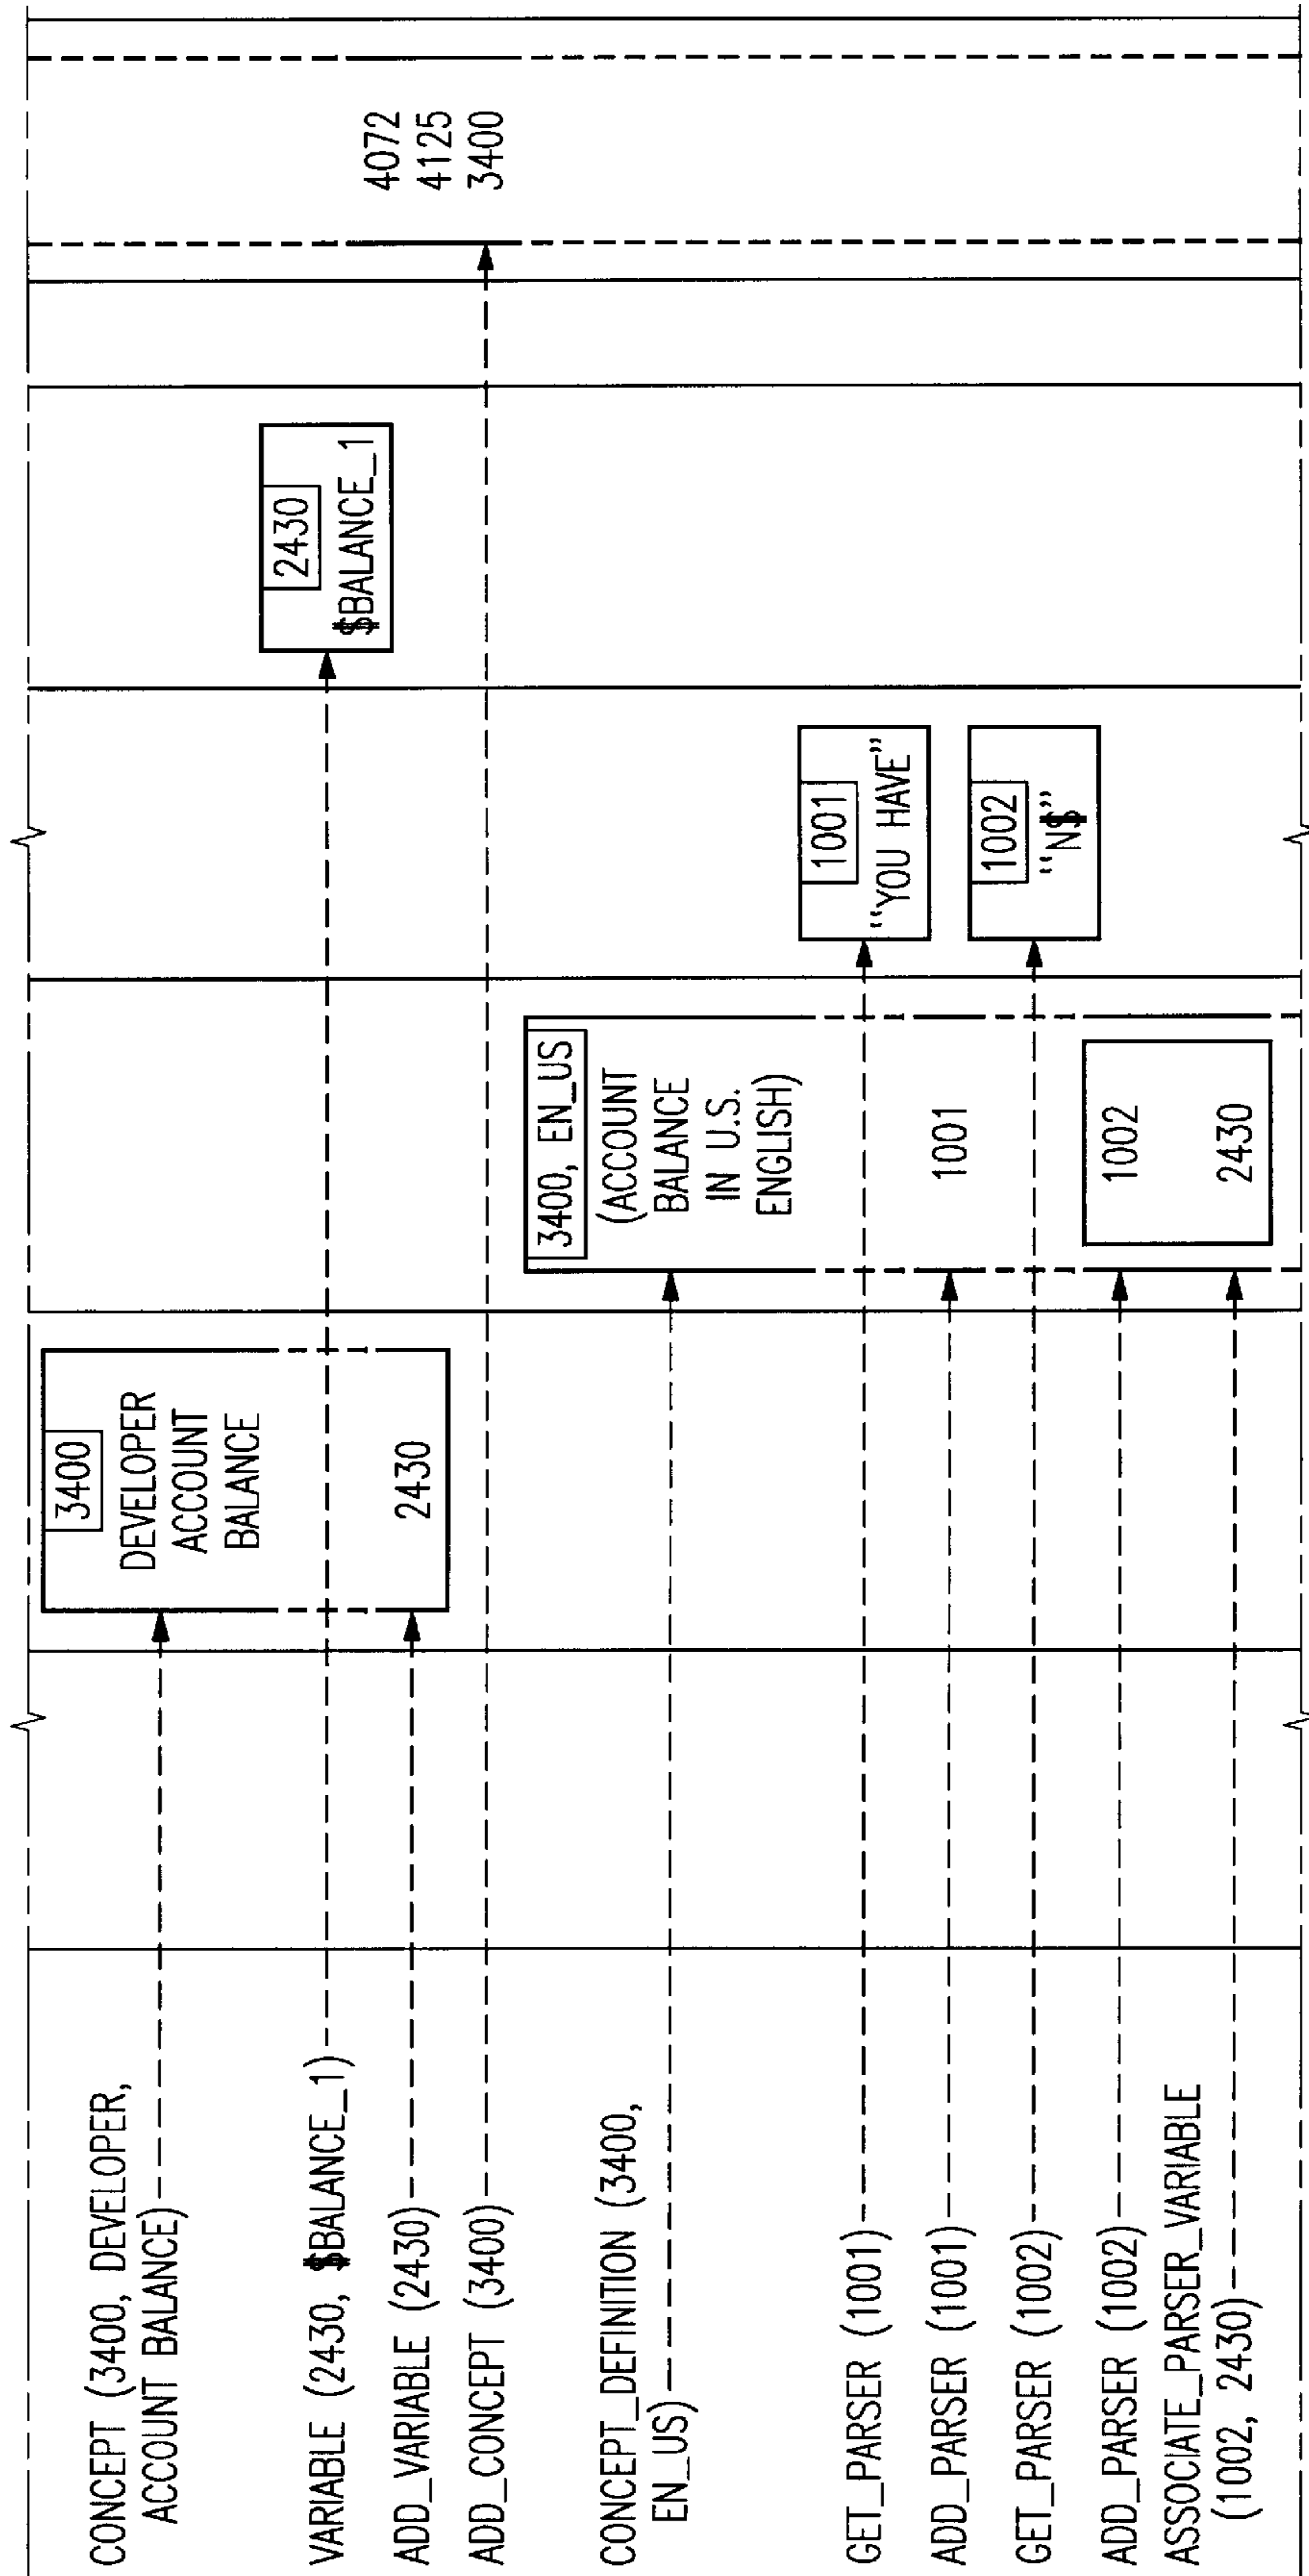 CONCEPT (3400, DEVELOPER,
ACCOUNT BALANCE)
3400
DEVELOPER
ACCOUNT
BALANCE
VARIABLE (2430, $BALANCE_1)
2430
$BALANCE_1
ADD_VARIABLE (2430)
2430
ADD_CONCEPT (3400)
4072
4125
3400
CONCEPT_DEFINITION (3400,
EN_US)
3400, EN_US
(ACCOUNT
BALANCE
IN U.S.
ENGLISH)
GET_PARSER (1001)
1001
“YOU HAVE”
ADD_PARSER (1001)
1001
GET_PARSER (1002)
1002
“N$”
ADD_PARSER (1002)
1002
ASSOCIATE_PARSER_VARIABLE
(1002, 2430)
2430